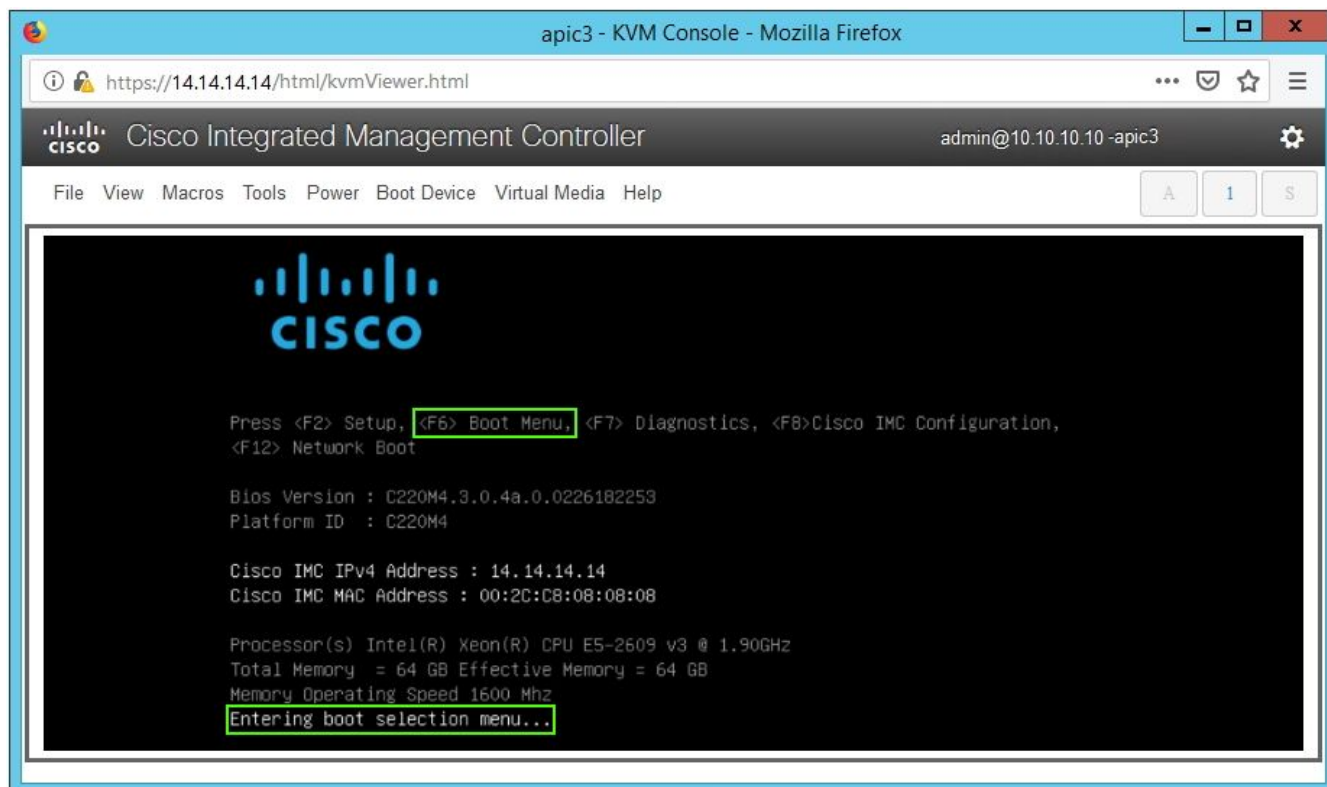 apic3 - KVM Console - Mozilla Firefox
https://14.14.14.14/html/kvmViewer.html
CISCO Cisco Integrated Management Controller admin@10.10.10.10 -apic3
File View Macros Tools Power Boot Device Virtual Media Help A 1 S
CISCO
Press <F2> Setup, <F6> Boot Menu, <F7> Diagnostics, <F8>Cisco IMC Configuration,
<F12> Network Boot
Bios Version : C220M4.3.0.4a.0.0226182253
Platform ID : C220M4
Cisco IMC IPv4 Address : 14.14.14.14
Cisco IMC MAC Address : 00:2C:C8:08:08:08
Processor(s) Intel(R) Xeon(R) CPU E5-2609 v3 @ 1.90GHz
Total Memory = 64 GB Effective Memory = 64 GB
Memory Operating Speed 1600 Mhz
Entering boot selection menu...